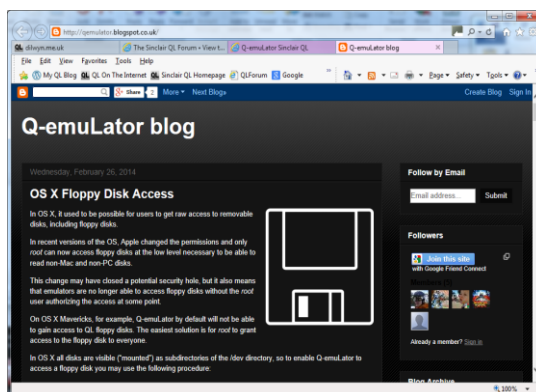 http://qemulator.blogspot.co.uk/
dilwyn.me.uk
The Sinclair QL Forum • View t...
Q-emuLator Sinclair QL
Q-emuLator blog
File Edit View Favorites Tools Help
My QL Blog QL On The Internet Sinclair QL Homepage QLForum Google
Page Safety Tools
Share 2 More Next Blog»
Create Blog Sign In
Q-emuLator blog
Wednesday, February 26, 2014
OS X Floppy Disk Access
In OS X, it used to be possible for users to get raw access to removable
disks, including floppy disks.
In recent versions of the OS, Apple changed the permissions and only
root can now access floppy disks at the low level necessary to be able to
read non-Mac and non-PC disks.
This change may have closed a potential security hole, but it also means
that emulators are no longer able to access floppy disks without the root
user authorizing the access at some point.
On OS X Mavericks, for example, Q-emuLator by default will not be able
to gain access to QL floppy disks. The easiest solution is for root to grant
access to the floppy disk to everyone.
In OS X all disks are visible ("mounted") as subdirectories of the /dev directory, so to enable Q-emuLator to
access a floppy disk you may use the following procedure:
Follow by Email
Email address...
Submit
Followers
Join this site
with Google Friend Connect
Already a member? Sign in
Blog Archive
100%